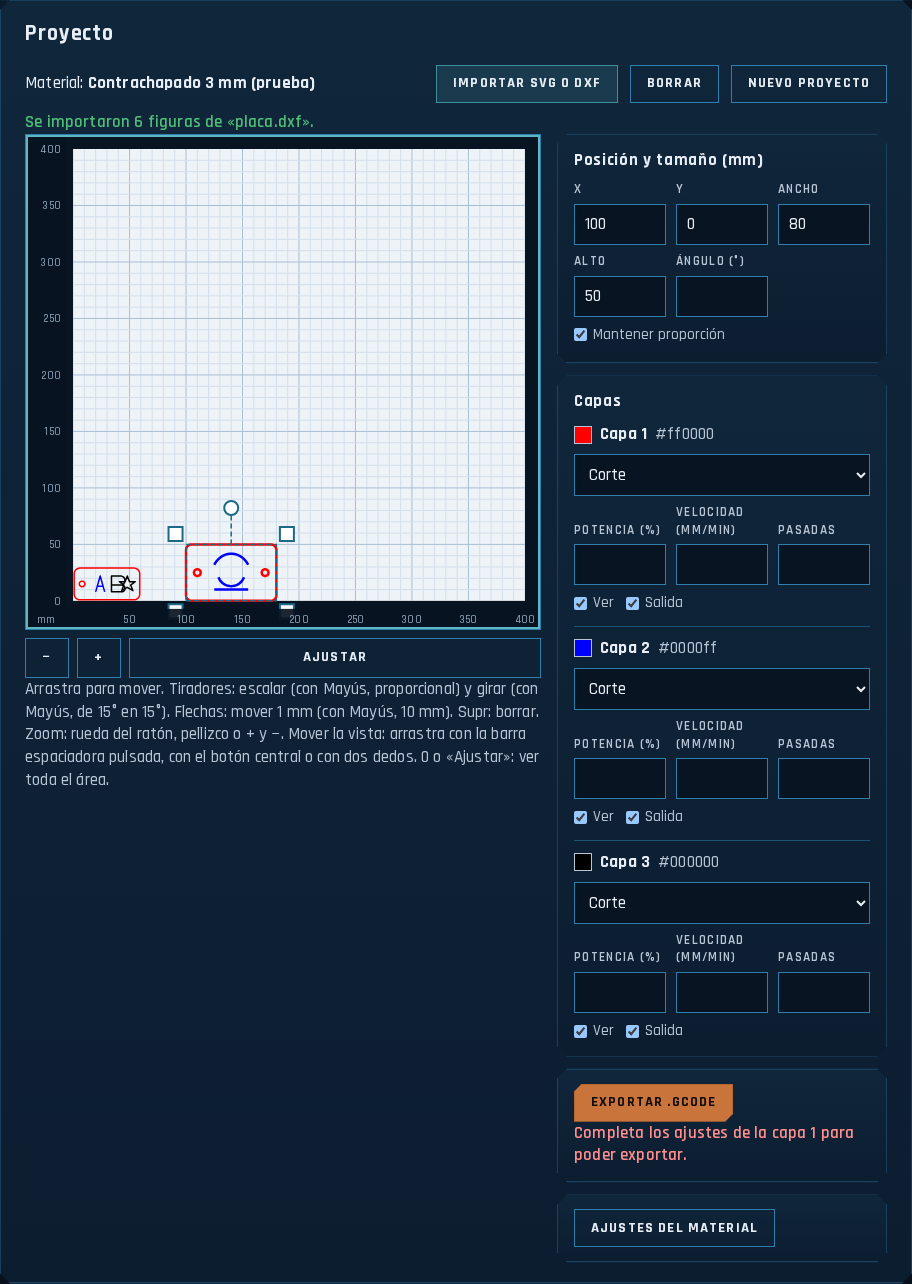 Proyecto
Material: Contrachapado 3 mm (prueba)
IMPORTAR SVG O DXF
BORRAR
NUEVO PROYECTO
Se importaron 6 figuras de «placa.dxf».
400
350
300
250
200
150
100
50
0
A B
mm 50 100 150 200 250 300 350 400
−
+
AJUSTAR
Arrastra para mover. Tiradores: escalar (con Mayús, proporcional) y girar (con
Mayús, de 15° en 15°). Flechas: mover 1 mm (con Mayús, 10 mm). Supr: borrar.
Zoom: rueda del ratón, pellizco o + y −. Mover la vista: arrastra con la barra
espaciadora pulsada, con el botón central o con dos dedos. 0 o «Ajustar»: ver
toda el área.
Posición y tamaño (mm)
X Y ANCHO
100 0 80
ALTO ÁNGULO (°)
50
Mantener proporción
Capas
Capa 1 #ff0000
Corte
POTENCIA (%) VELOCIDAD (MM/MIN) PASADAS
Ver Salida
Capa 2 #0000ff
Corte
POTENCIA (%) VELOCIDAD (MM/MIN) PASADAS
Ver Salida
Capa 3 #000000
Corte
POTENCIA (%) VELOCIDAD (MM/MIN) PASADAS
Ver Salida
EXPORTAR .GCODE
Completa los ajustes de la capa 1 para
poder exportar.
AJUSTES DEL MATERIAL